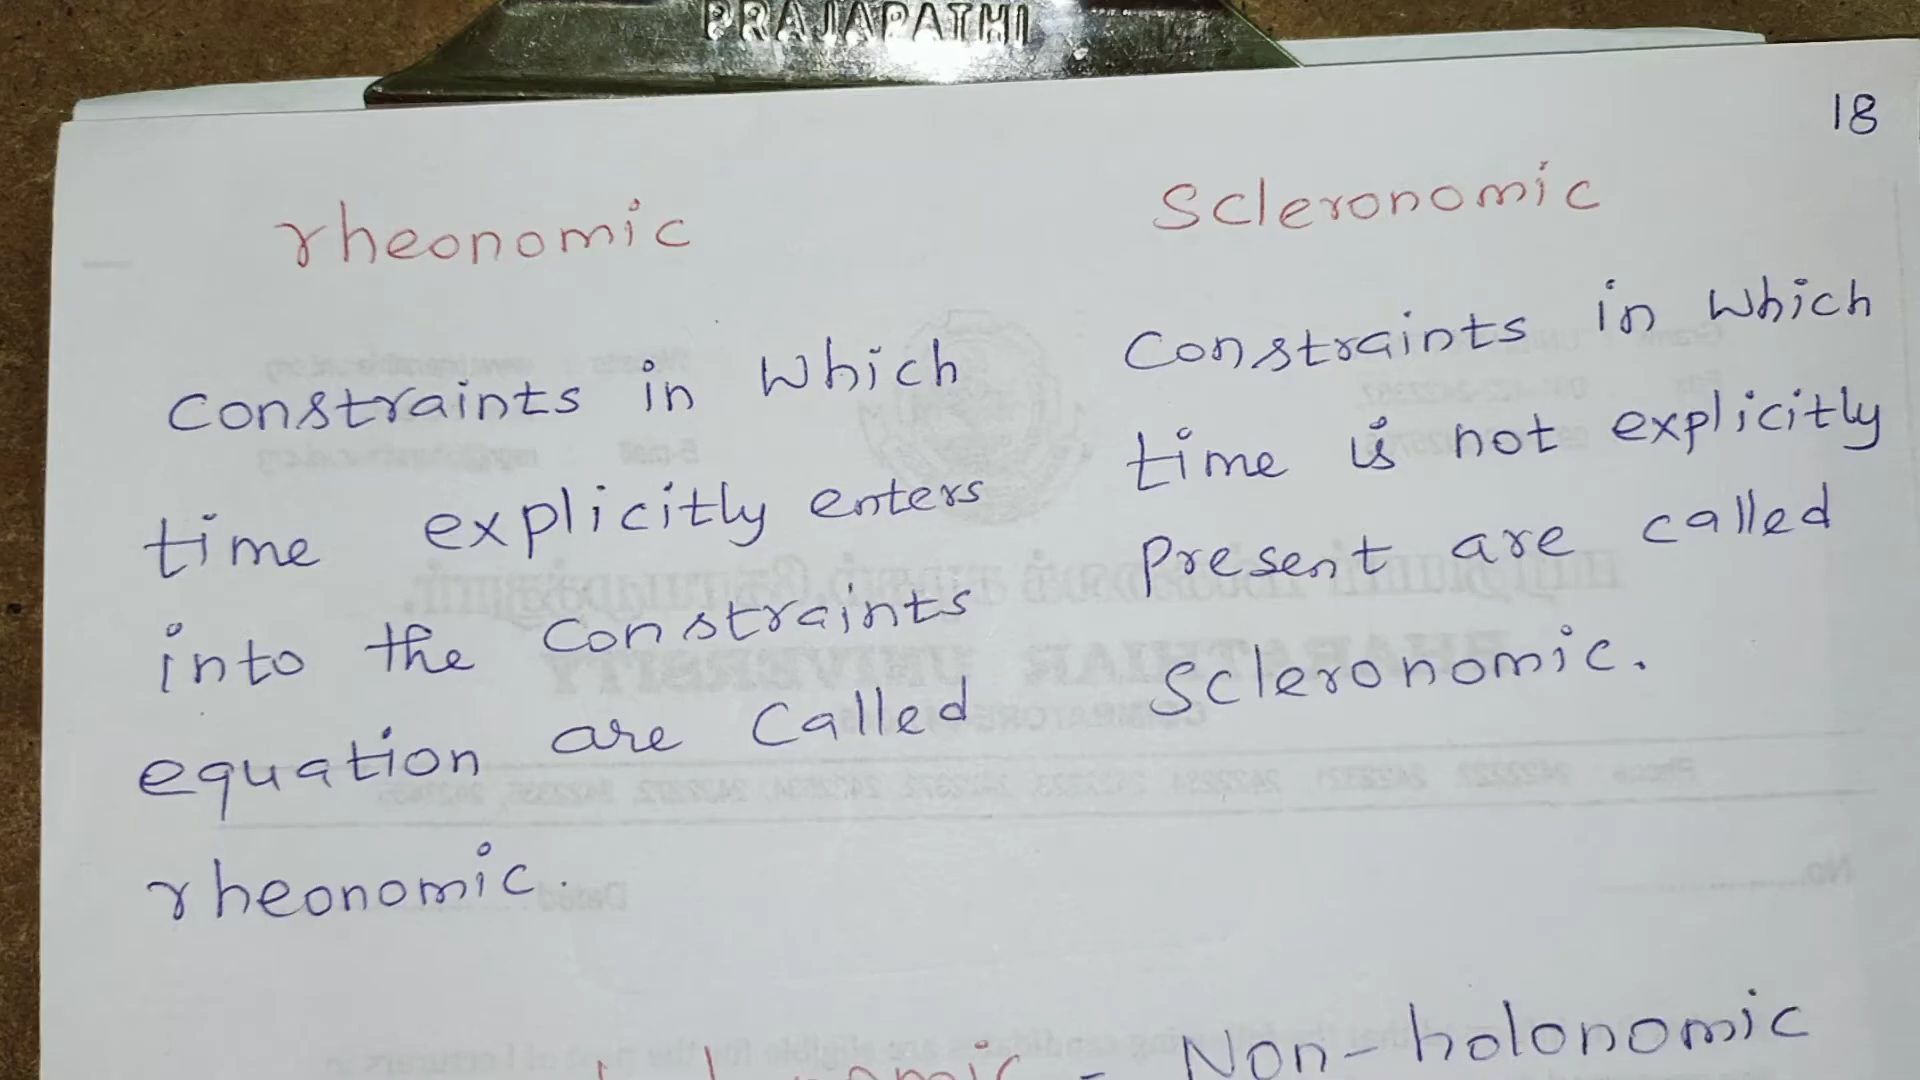 PRAJAPATHI
18
rheonomic
Constraints in which
time explicitly enters
into the constraints
equation are called
rheonomic.
Scleronomic
Constraints in which
time is not explicitly
present are called
Scleronomic.
- Non-holonomic